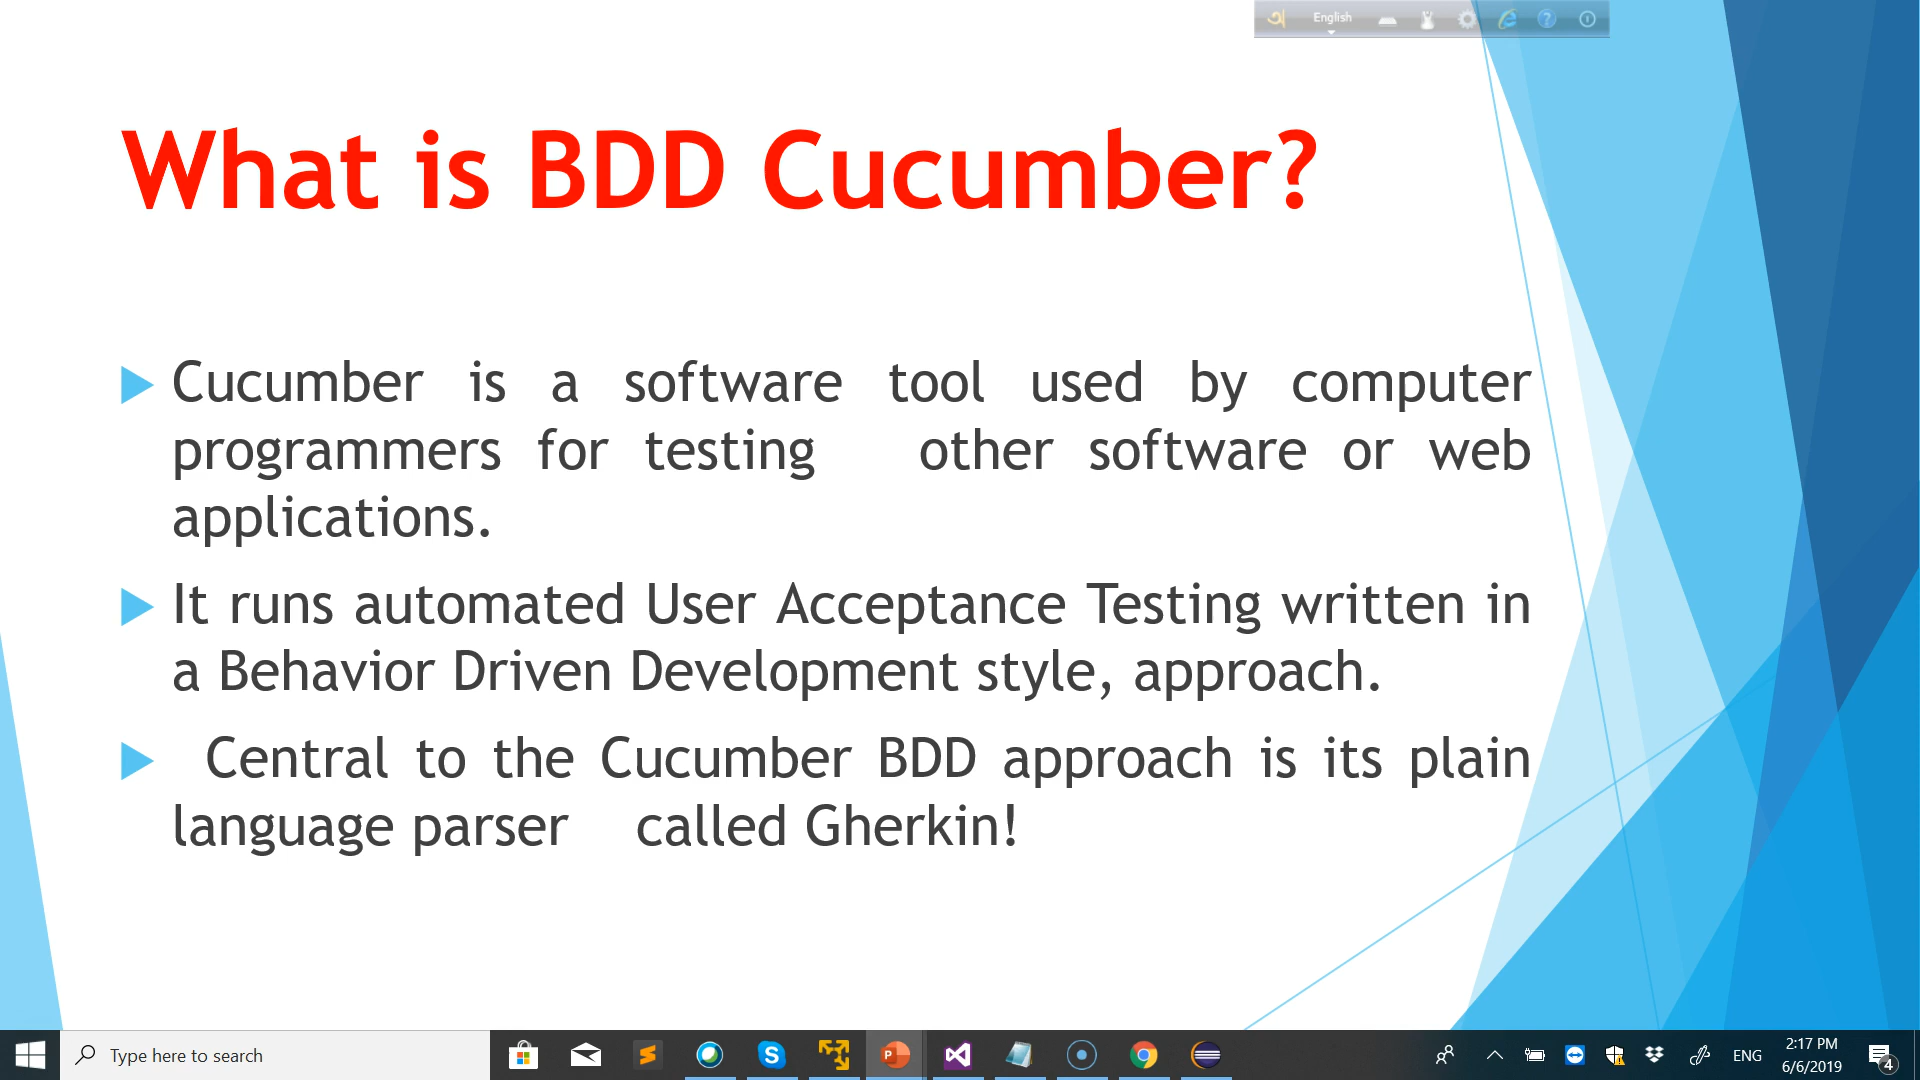 English
What is BDD Cucumber?
Cucumber is a software tool used by computer
programmers for testing other software or web
applications.
It runs automated User Acceptance Testing written in
a Behavior Driven Development style, approach.
Central to the Cucumber BDD approach is its plain
language parser called Gherkin!
Type here to search
ENG
2:17 PM
6/6/2019
4